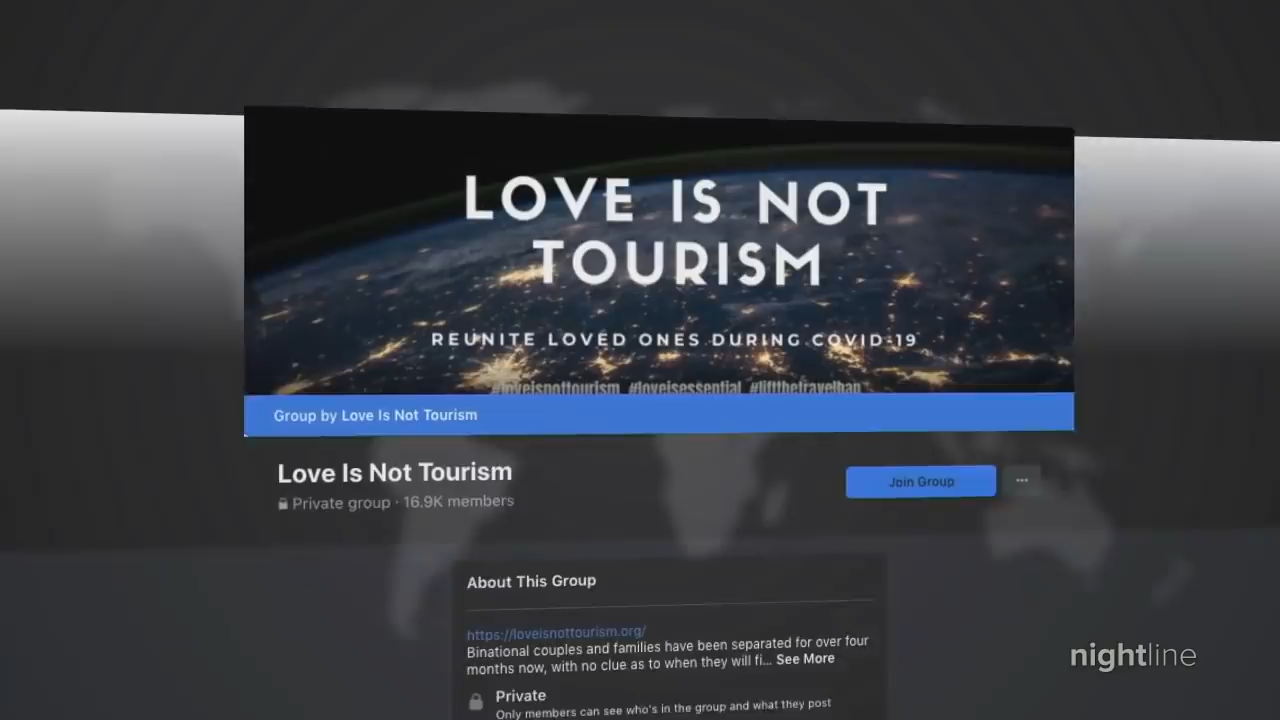 LOVE IS NOT
TOURISM
REUNITE LOVED ONES DURING COVID-19
#loveisnottourism #loveisessential #liftthetravelban
Group by Love Is Not Tourism
Love Is Not Tourism
Private group · 16.9K members
Join Group
...
About This Group
https://loveisnottourism.org/
Binational couples and families have been separated for over four
months now, with no clue as to when they will fi... See More
Private
Only members can see who's in the group and what they post
nightline